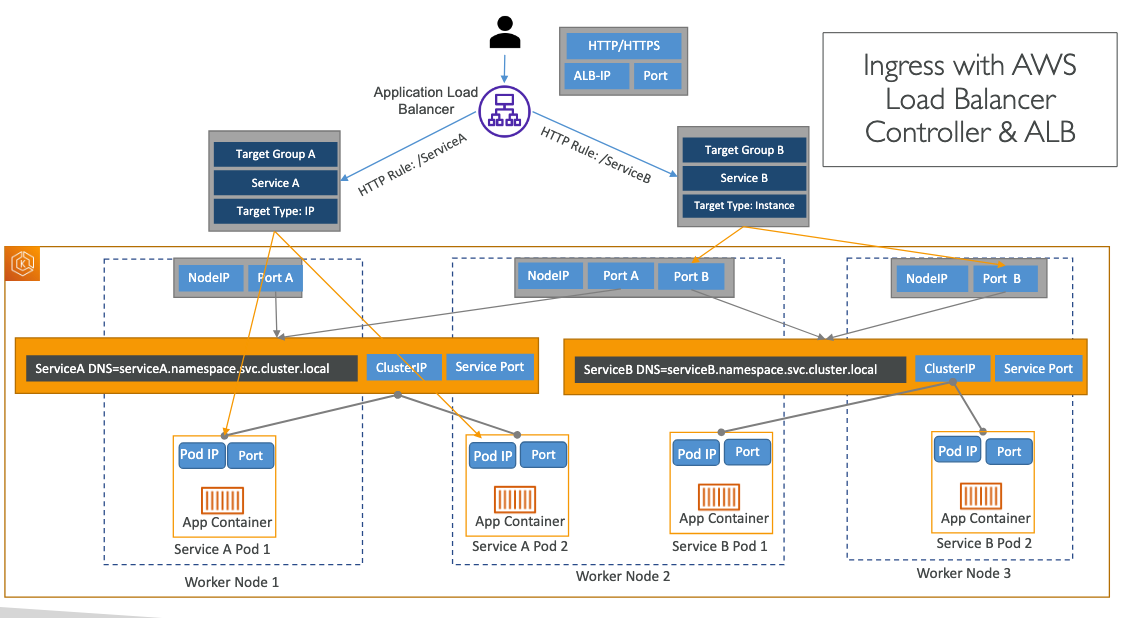 HTTP/HTTPS
ALB-IP
Port
Ingress with AWS
Load Balancer
Controller & ALB
Application Load
Balancer
HTTP Rule: /ServiceA
HTTP Rule: /ServiceB
Target Group A
Service A
Target Type: IP
Target Group B
Service B
Target Type: Instance
K
NodeIP
Port A
NodeIP
Port A
Port B
NodeIP
Port B
ServiceA DNS=serviceA.namespace.svc.cluster.local
ClusterIP
Service Port
ServiceB DNS=serviceB.namespace.svc.cluster.local
ClusterIP
Service Port
Pod IP
Port
App Container
Service A Pod 1
Pod IP
Port
App Container
Service A Pod 2
Pod IP
Port
App Container
Service B Pod 1
Pod IP
Port
App Container
Service B Pod 2
Worker Node 1
Worker Node 2
Worker Node 3